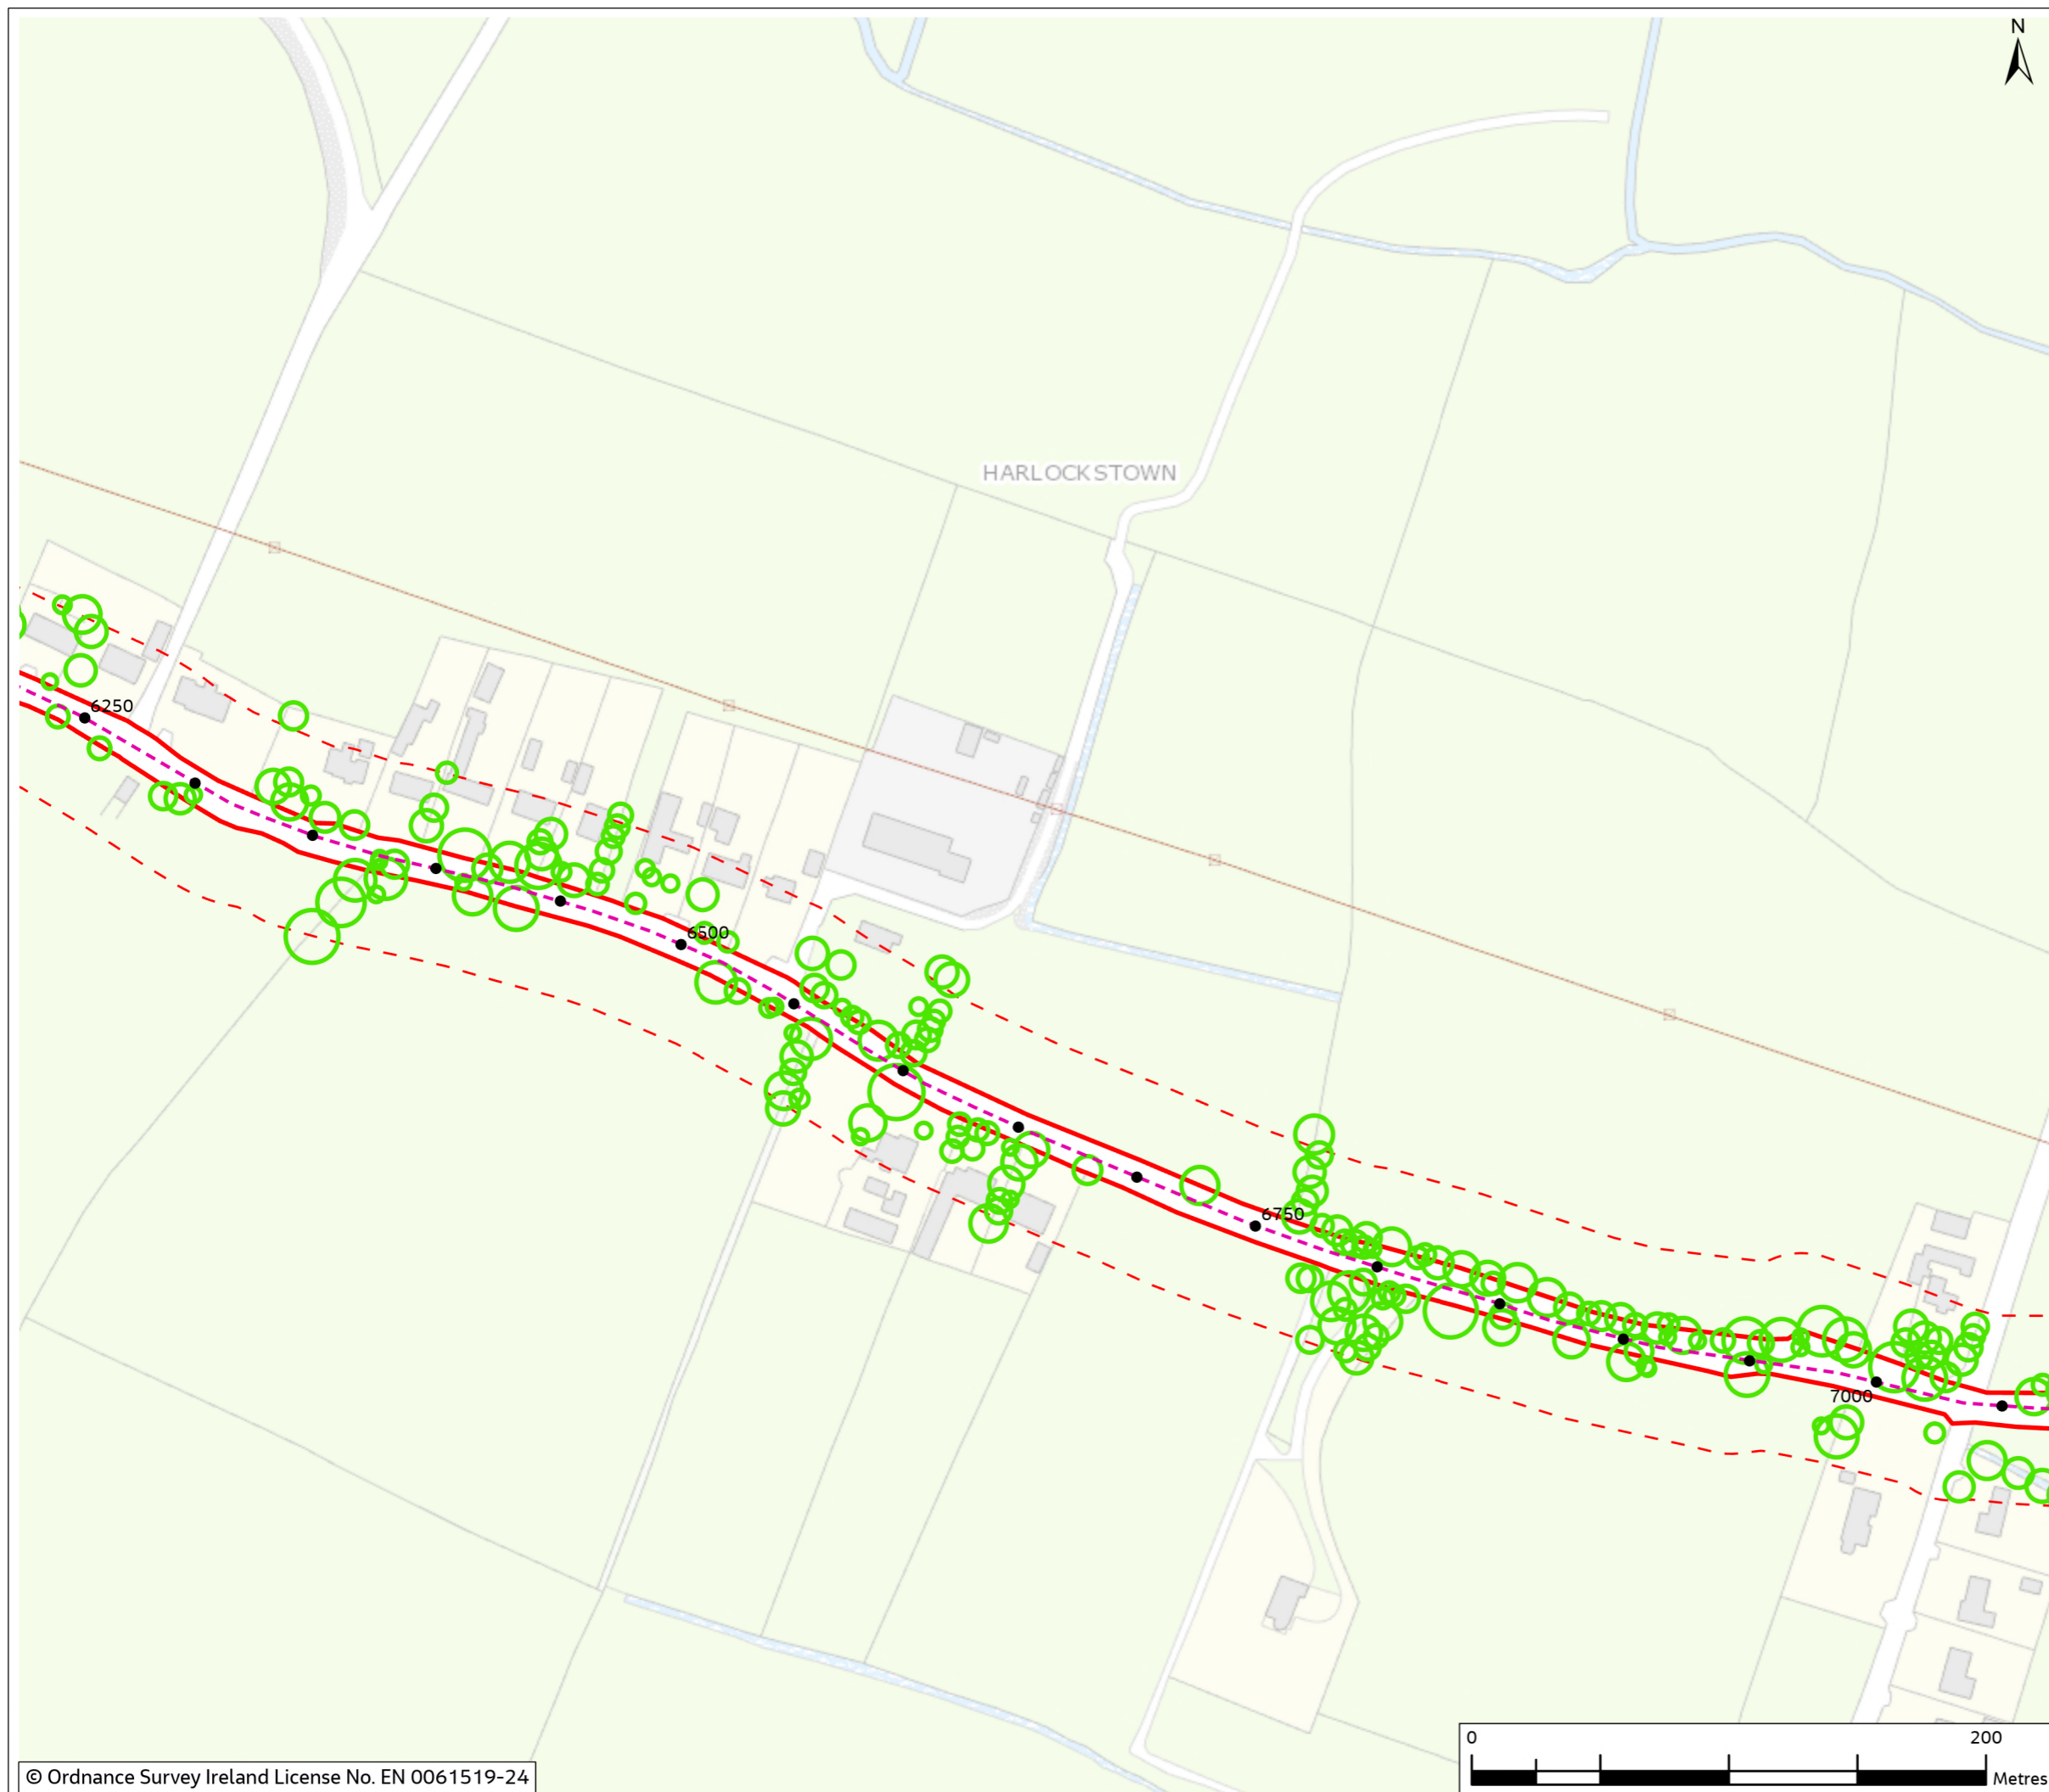 N
HARLOCKSTOWN
6250
6500
6750
7000
0 200
Metres
© Ordnance Survey Ireland License No. EN 0061519-24